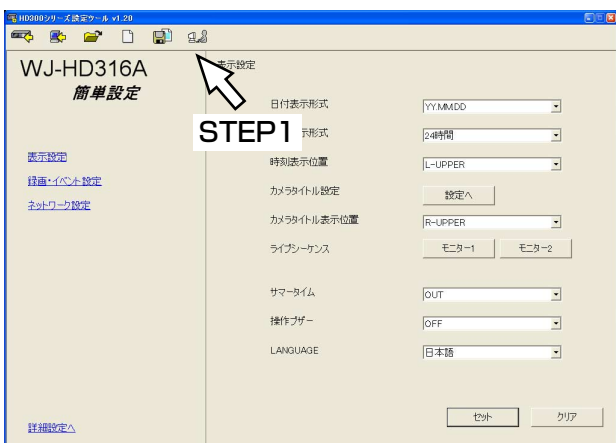 HD300シリーズ設定ツール v1.20
WJ-HD316A
簡単設定
表示設定
録画・イベント設定
ネットワーク設定
詳細設定へ
表示設定
STEP1
日付表示形式 YY.MM.DD
示形式 24時間
時刻表示位置 L-UPPER
カメラタイトル設定 設定へ
カメラタイトル表示位置 R-UPPER
ライブシーケンス モニター1 モニター2
サマータイム OUT
操作ブザー OFF
LANGUAGE 日本語
セット クリア